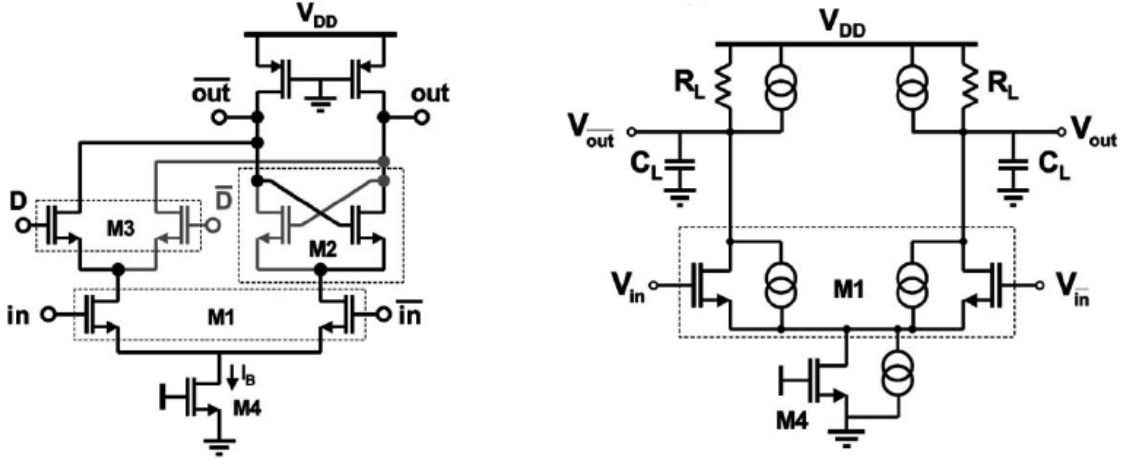 V_DD
out̅ out
D D̅
M3
M2
in M1 in̅
I_B
M4
V_DD
R_L R_L
V_out̅ V_out
C_L C_L
V_in M1 V_in̅
M4